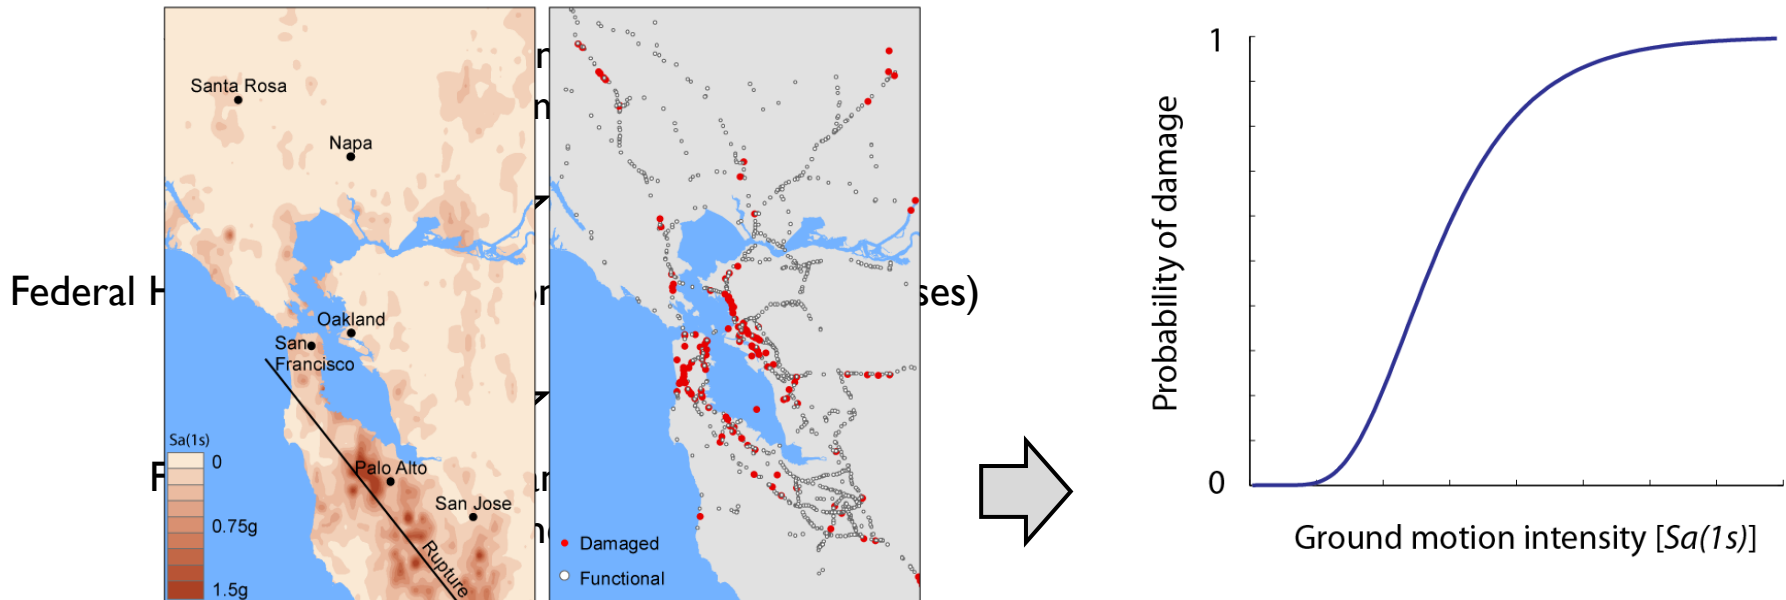 Santa Rosa
Napa
Oakland
San
Francisco
Sa(1s)
0
0.75g
1.5g
Palo Alto
San Jose
Rupture
Federal
ses)
Damaged
Functional
1
0
Probability of damage
Ground motion intensity [Sa(1s)]